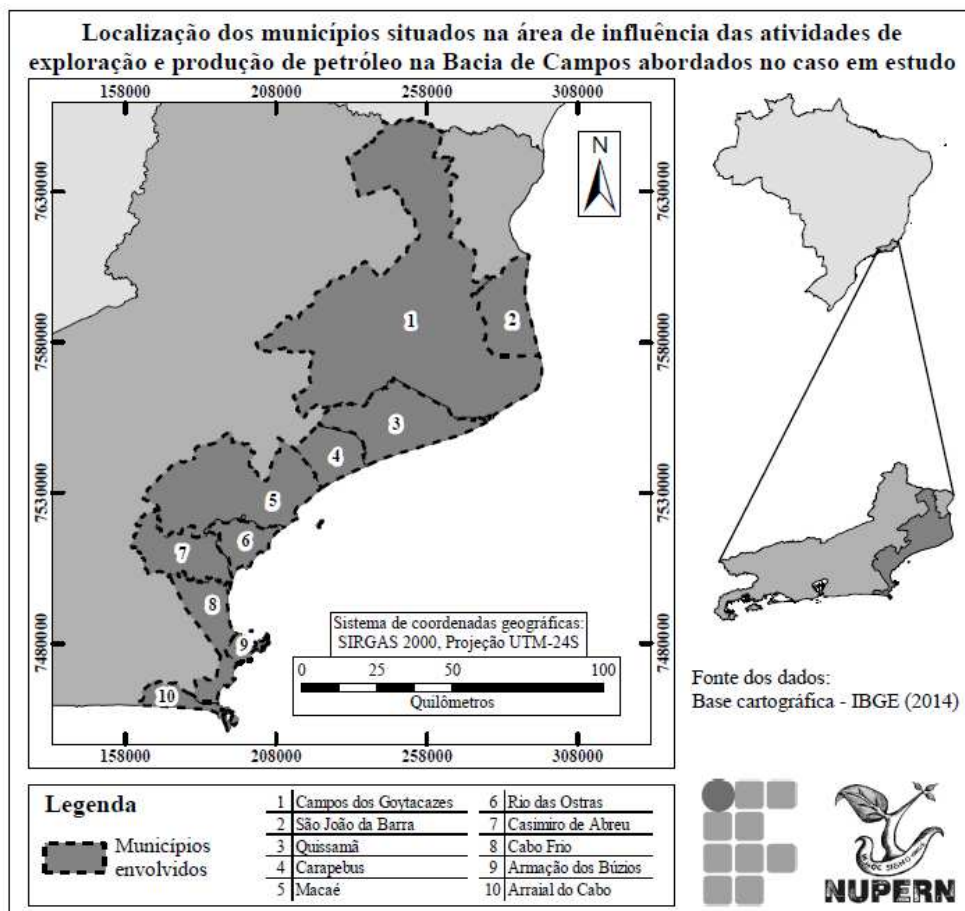 Localização dos municípios situados na área de influência das atividades de
exploração e produção de petróleo na Bacia de Campos abordados no caso em estudo
158000 208000 258000 308000
7630000
7580000
7530000
7480000
N
1
2
3
4
5
6
7
8
9
10
7630000
7580000
7530000
7480000
Sistema de coordenadas geográficas:
SIRGAS 2000, Projeção UTM-24S
0 25 50 100
Quilômetros
158000 208000 258000 308000
Fonte dos dados:
Base cartográfica - IBGE (2014)
Legenda
Municípios
envolvidos
1 Campos dos Goytacazes
2 São João da Barra
3 Quissamã
4 Carapebus
5 Macaé
6 Rio das Ostras
7 Casimiro de Abreu
8 Cabo Frio
9 Armação dos Búzios
10 Arraial do Cabo
NUPERN